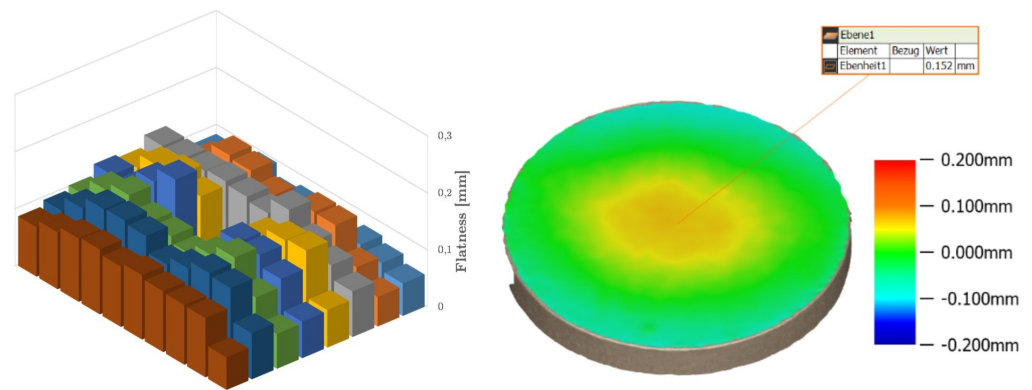 0,3
0,2
0,1
0
Flatness [mm]
Ebene1
Element Bezug Wert
Ebenheit1 0.152 mm
0.200mm
0.100mm
0.000mm
-0.100mm
-0.200mm